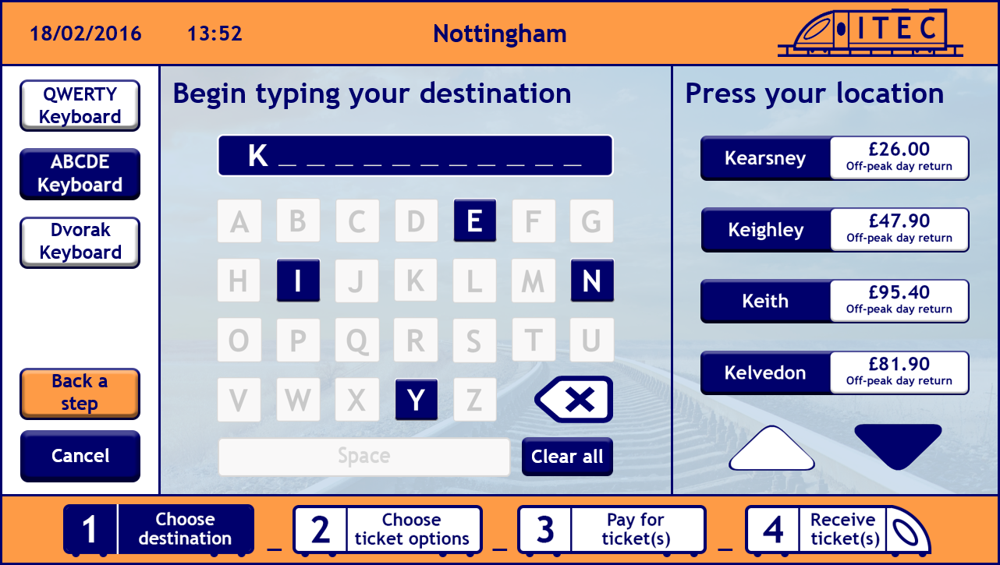 18/02/2016 13:52 Nottingham ITEC
QWERTY
Keyboard
ABCDE
Keyboard
Dvorak
Keyboard
Back a
step
Cancel
Begin typing your destination
K _ _ _ _ _ _ _ _ _ _ _
A B C D E F G
H I J K L M N
O P Q R S T U
V W X Y Z
Space Clear all
Press your location
Kearsney £26.00
Off-peak day return
Keighley £47.90
Off-peak day return
Keith £95.40
Off-peak day return
Kelvedon £81.90
Off-peak day return
1 Choose
destination
2 Choose
ticket options
3 Pay for
ticket(s)
4 Receive
ticket(s)